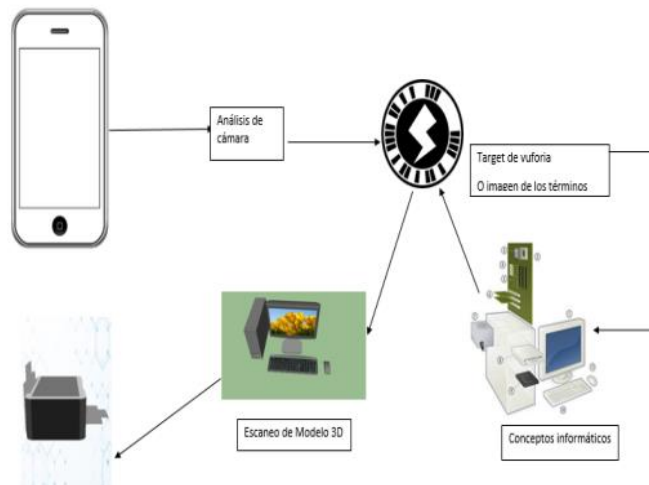 Análisis de
cámara
Target de vuforia
O imagen de los términos
Escaneo de Modelo 3D
Conceptos informáticos